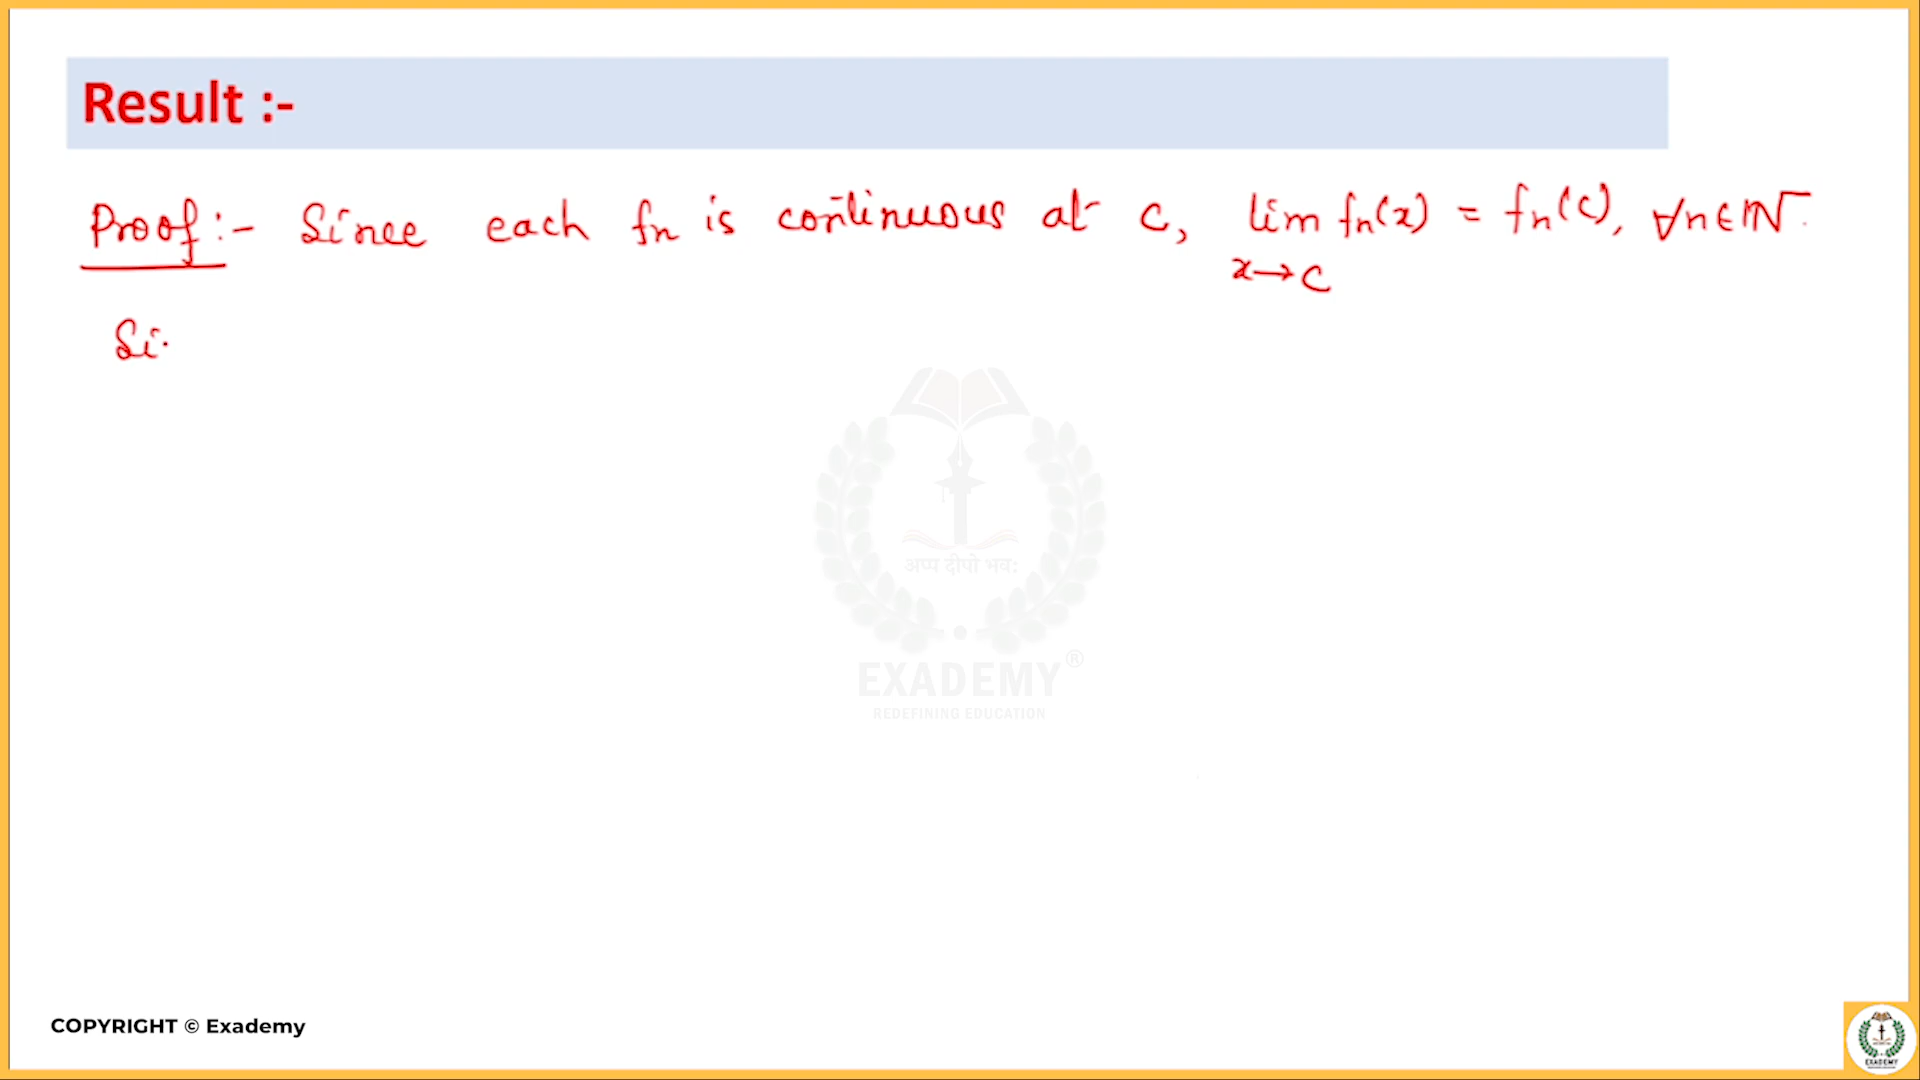 Result :-
Proof :- Since each fn is continuous at c, lim fn(x) = fn(c), ∀n∈ℕ.
x→c
Si
अप्प दीपो भवः
EXADEMY®
REDEFINING EDUCATION
COPYRIGHT © Exademy
EXADEMY